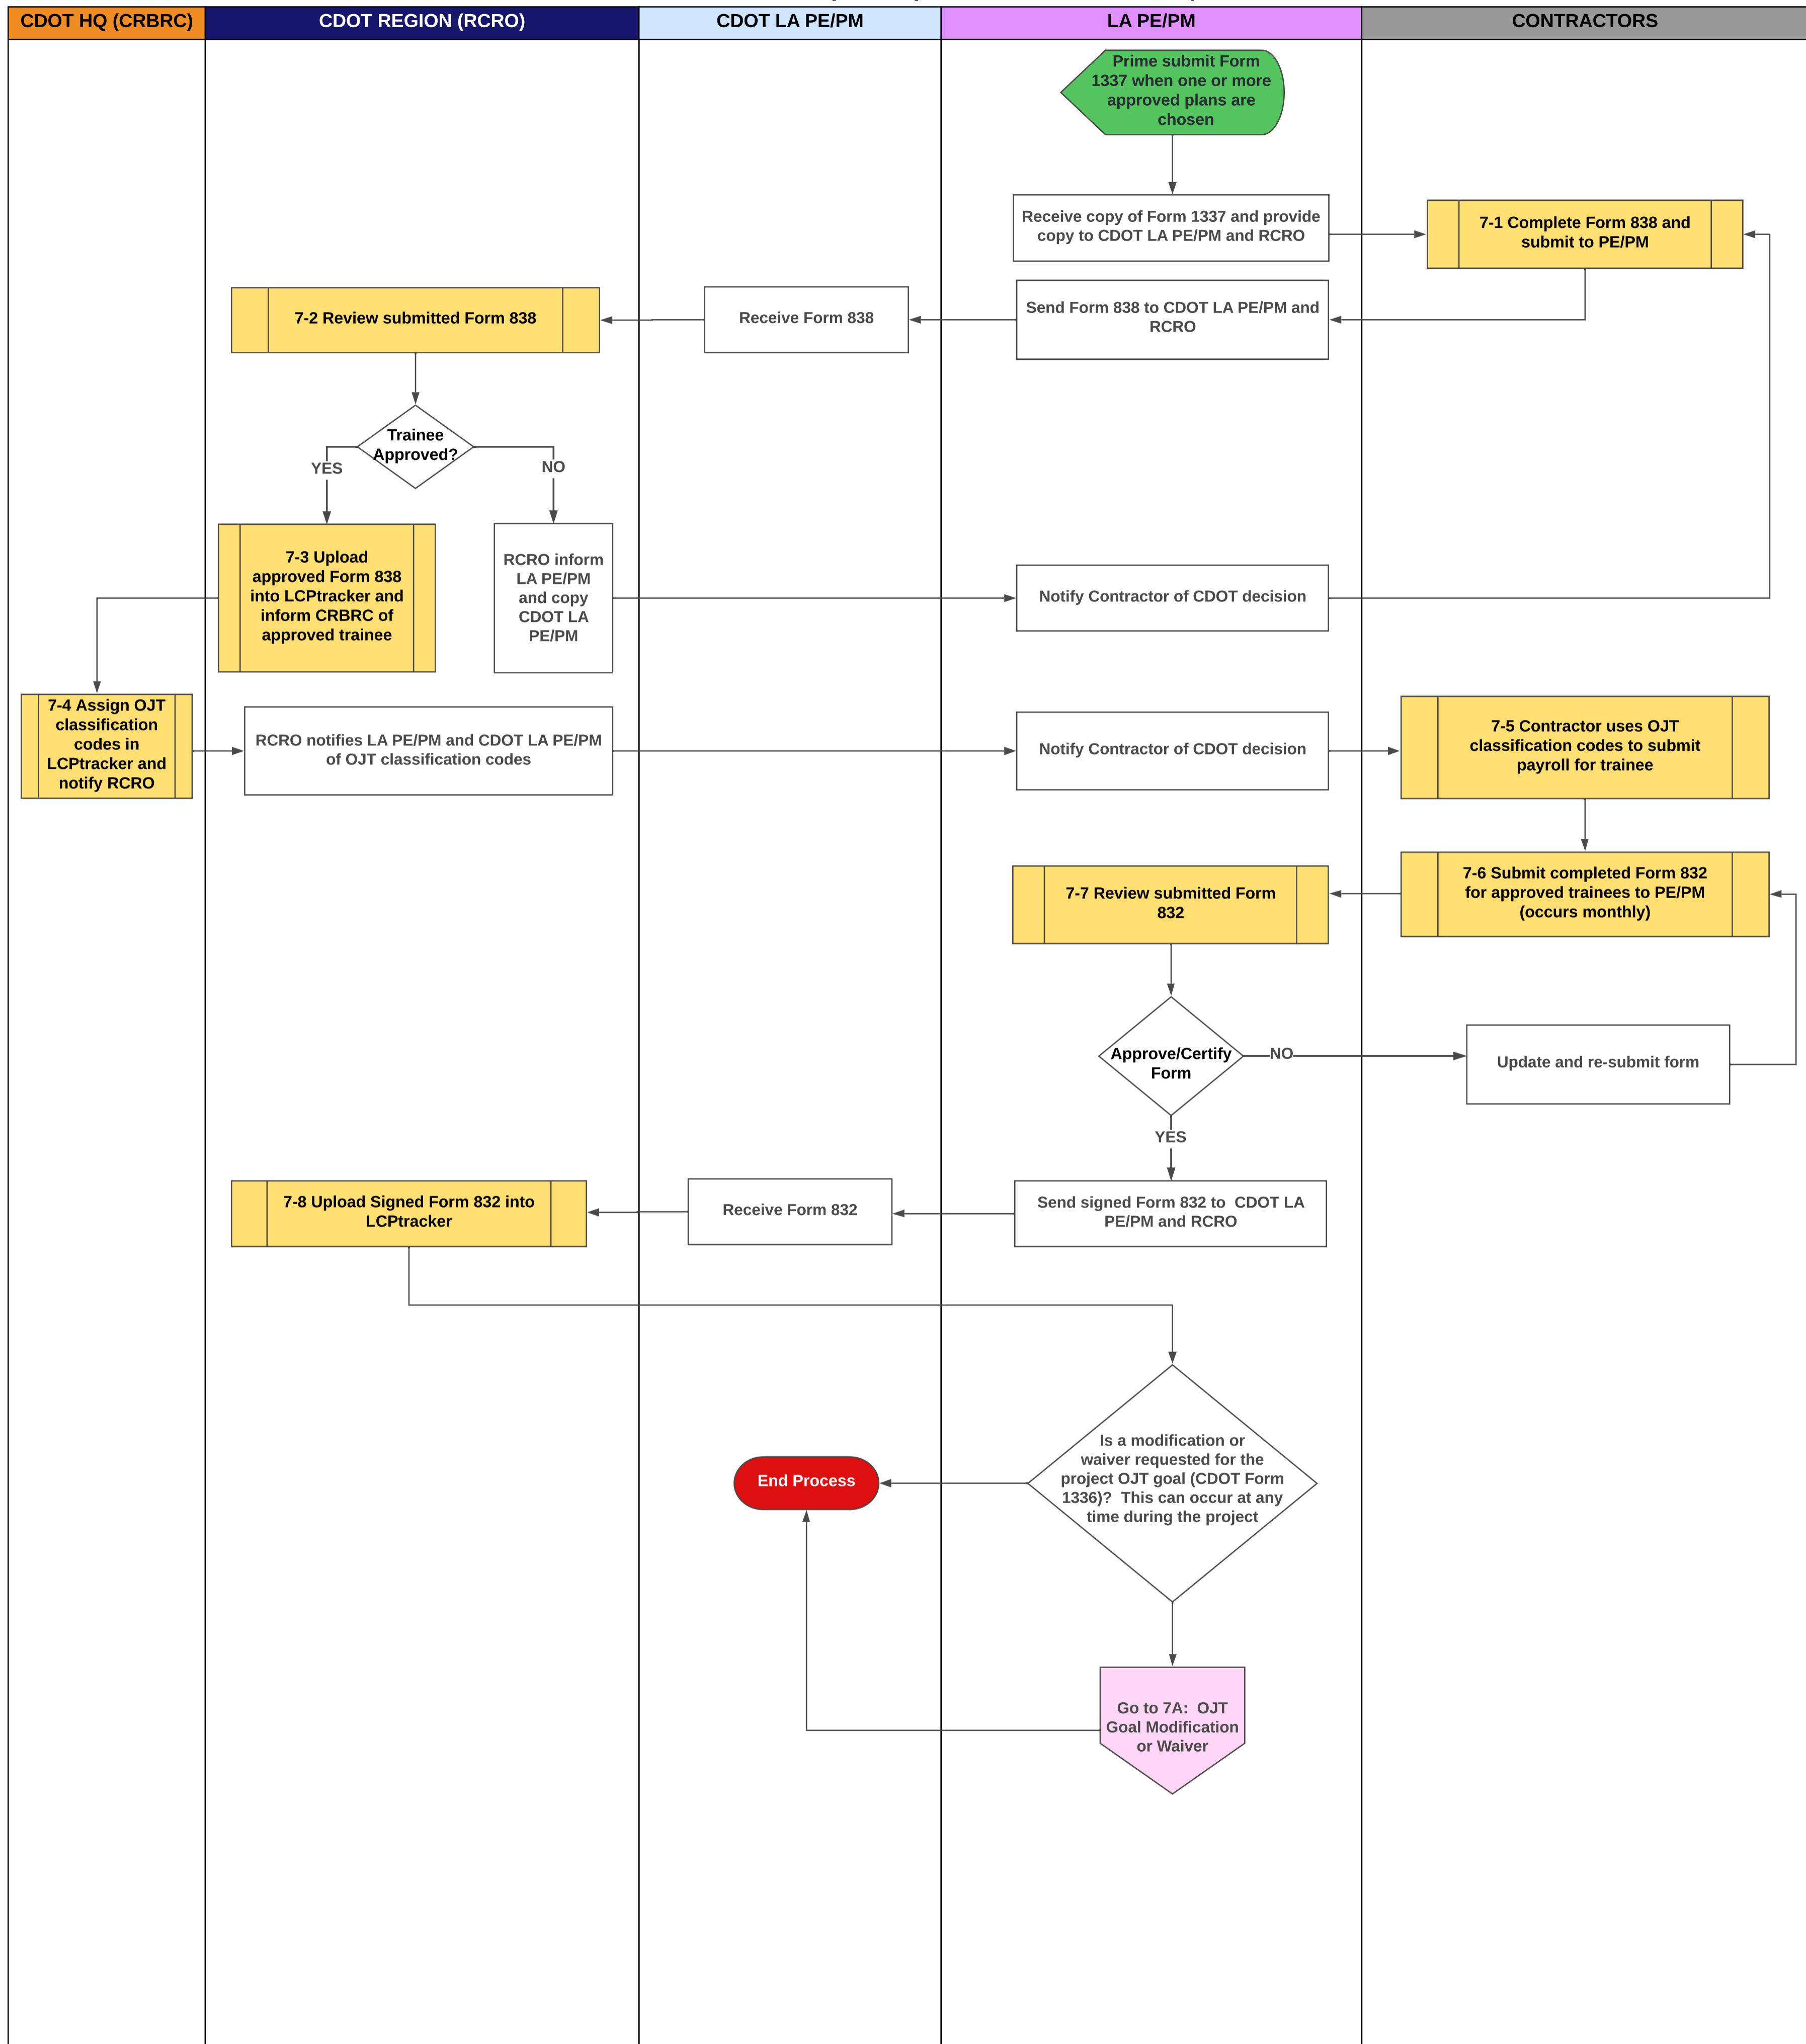 CDOT HQ (CRBRC)
CDOT REGION (RCRO)
CDOT LA PE/PM
LA PE/PM
CONTRACTORS
Prime submit Form
1337 when one or more
approved plans are
chosen
Receive copy of Form 1337 and provide
copy to CDOT LA PE/PM and RCRO
7-1 Complete Form 838 and
submit to PE/PM
7-2 Review submitted Form 838
Receive Form 838
Send Form 838 to CDOT LA PE/PM and
RCRO
Trainee
Approved?
YES
NO
7-3 Upload
approved Form 838
into LCPtracker and
inform CRBRC of
approved trainee
RCRO inform
LA PE/PM
and copy
CDOT LA
PE/PM
Notify Contractor of CDOT decision
7-4 Assign OJT
classification
codes in
LCPtracker and
notify RCRO
RCRO notifies LA PE/PM and CDOT LA PE/PM
of OJT classification codes
Notify Contractor of CDOT decision
7-5 Contractor uses OJT
classification codes to submit
payroll for trainee
7-6 Submit completed Form 832
for approved trainees to PE/PM
(occurs monthly)
7-7 Review submitted Form
832
Approve/Certify
Form
NO
Update and re-submit form
YES
7-8 Upload Signed Form 832 into
LCPtracker
Receive Form 832
Send signed Form 832 to  CDOT LA
PE/PM and RCRO
Is a modification or
waiver requested for the
project OJT goal (CDOT Form
1336)?  This can occur at any
time during the project
End Process
Go to 7A:  OJT
Goal Modification
or Waiver